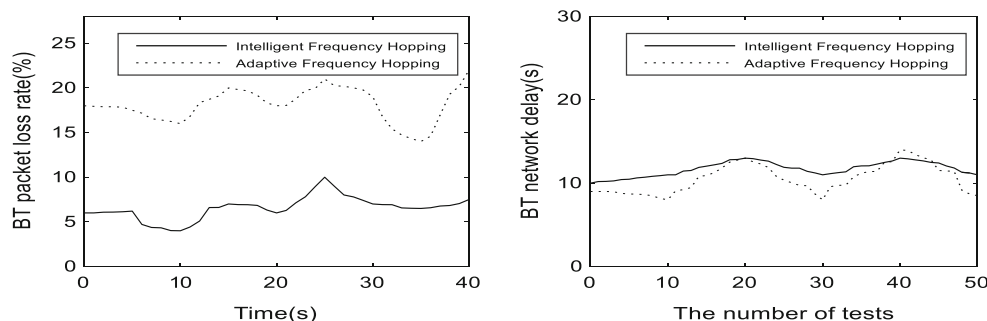 BT packet loss rate(%)
25
20
15
10
5
0
Intelligent Frequency Hopping
Adaptive Frequency Hopping
0 10 20 30 40
Time(s)
BT network delay(s)
30
20
10
0
Intelligent Frequency Hopping
Adaptive Frequency Hopping
0 10 20 30 40 50
The number of tests